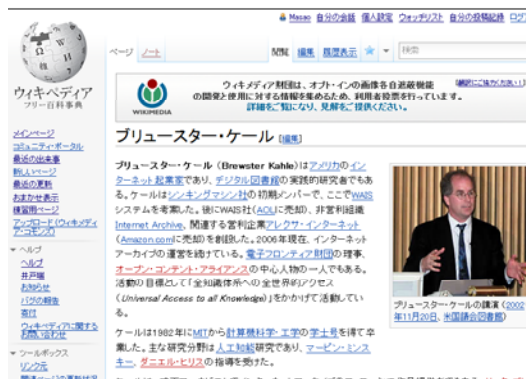 Masao 自分の会話 個人設定 ウォッチリスト 自分の投稿記録 ログ
ページ ノート 閲覧 編集 履歴表示 検索
ウィキペディア
フリー百科事典
メインページ
コミュニティ・ポータル
最近の出来事
新しいページ
最近の更新
おまかせ表示
練習用ページ
アップロード (ウィキメディア・コモンズ)
ヘルプ
ヘルプ
井戸端
お知らせ
バグの報告
寄付
ウィキペディアに関するお問い合わせ
ツールボックス
リンク元
WIKIMEDIA
ウィキメディア財団は、オプト・インの画像各自遮蔽機能
の開発と使用に対する情報を集めるため、利用者投票を行っています。
詳細をご覧になり、見解をご提供ください。
ブリュースター・ケール [編集]
ブリュースター・ケール (Brewster Kahle)はアメリカのイン
ターネット起業家であり、デジタル図書館の実践的研究者でもあ
る。ケールはシンキングマシン社の初期メンバーで、ここでWAIS
システムを考案した。後にWAIS社(AOLに売却)、非営利組織
Internet Archive、関連する営利企業アレクサ・インターネット
(Amazon.comに売却)を創設した。2006年現在、インターネット
アーカイブの運営を続けている。電子フロンティア財団の理事、
オープン・コンテント・アライアンスの中心人物の一人でもある。
活動の目標として「全知識体系への全世界的アクセス
(Universal Access to all Knowledge)」をかかげて活動してい
る。
ケールは1982年にMITから計算機科学・工学の学士号を得て卒
業した。主な研究分野は人工知能研究であり、マービン・ミンス
キー、ダニエル・ヒリスの指導を受けた。
ブリュースター・ケールの講演 (2002
年11月20日、米国議会図書館)